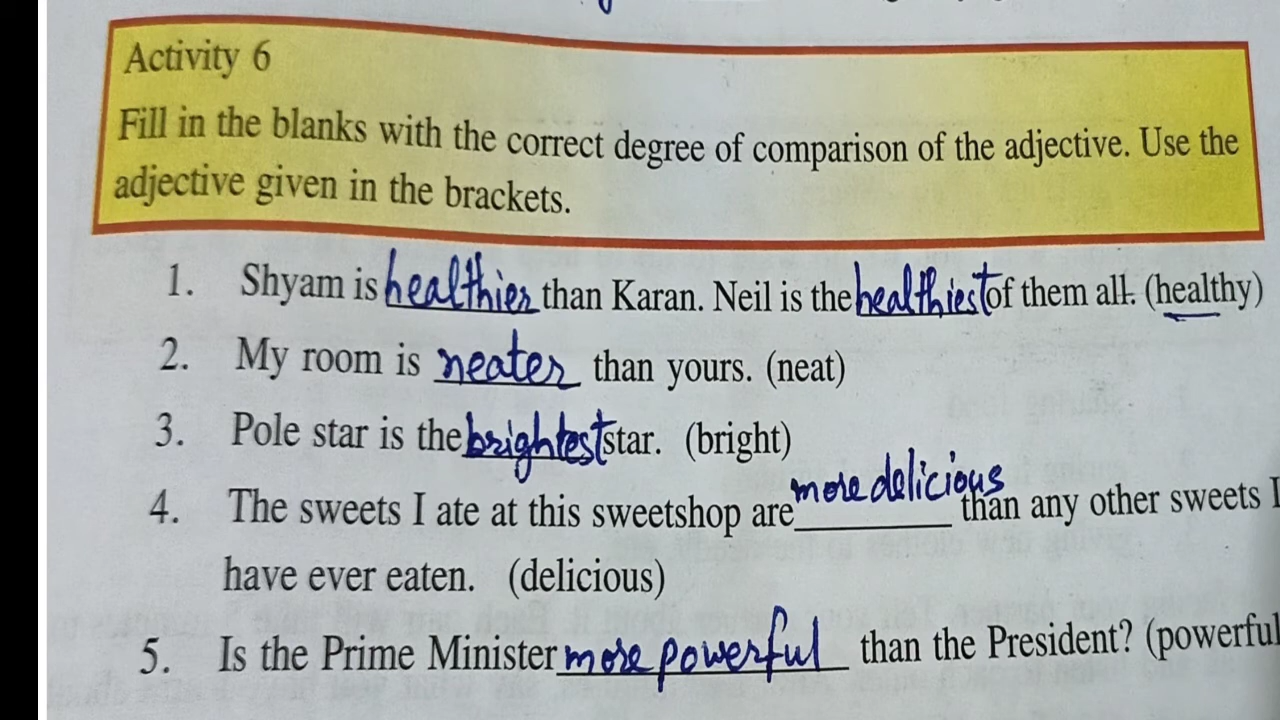 Activity 6
Fill in the blanks with the correct degree of comparison of the adjective. Use the
adjective given in the brackets.
1. Shyam is healthier than Karan. Neil is the healthiest of them all. (healthy)
2. My room is neater than yours. (neat)
3. Pole star is the brightest star. (bright)
4. The sweets I ate at this sweetshop are more delicious than any other sweets I
have ever eaten. (delicious)
5. Is the Prime Minister more powerful than the President? (powerful